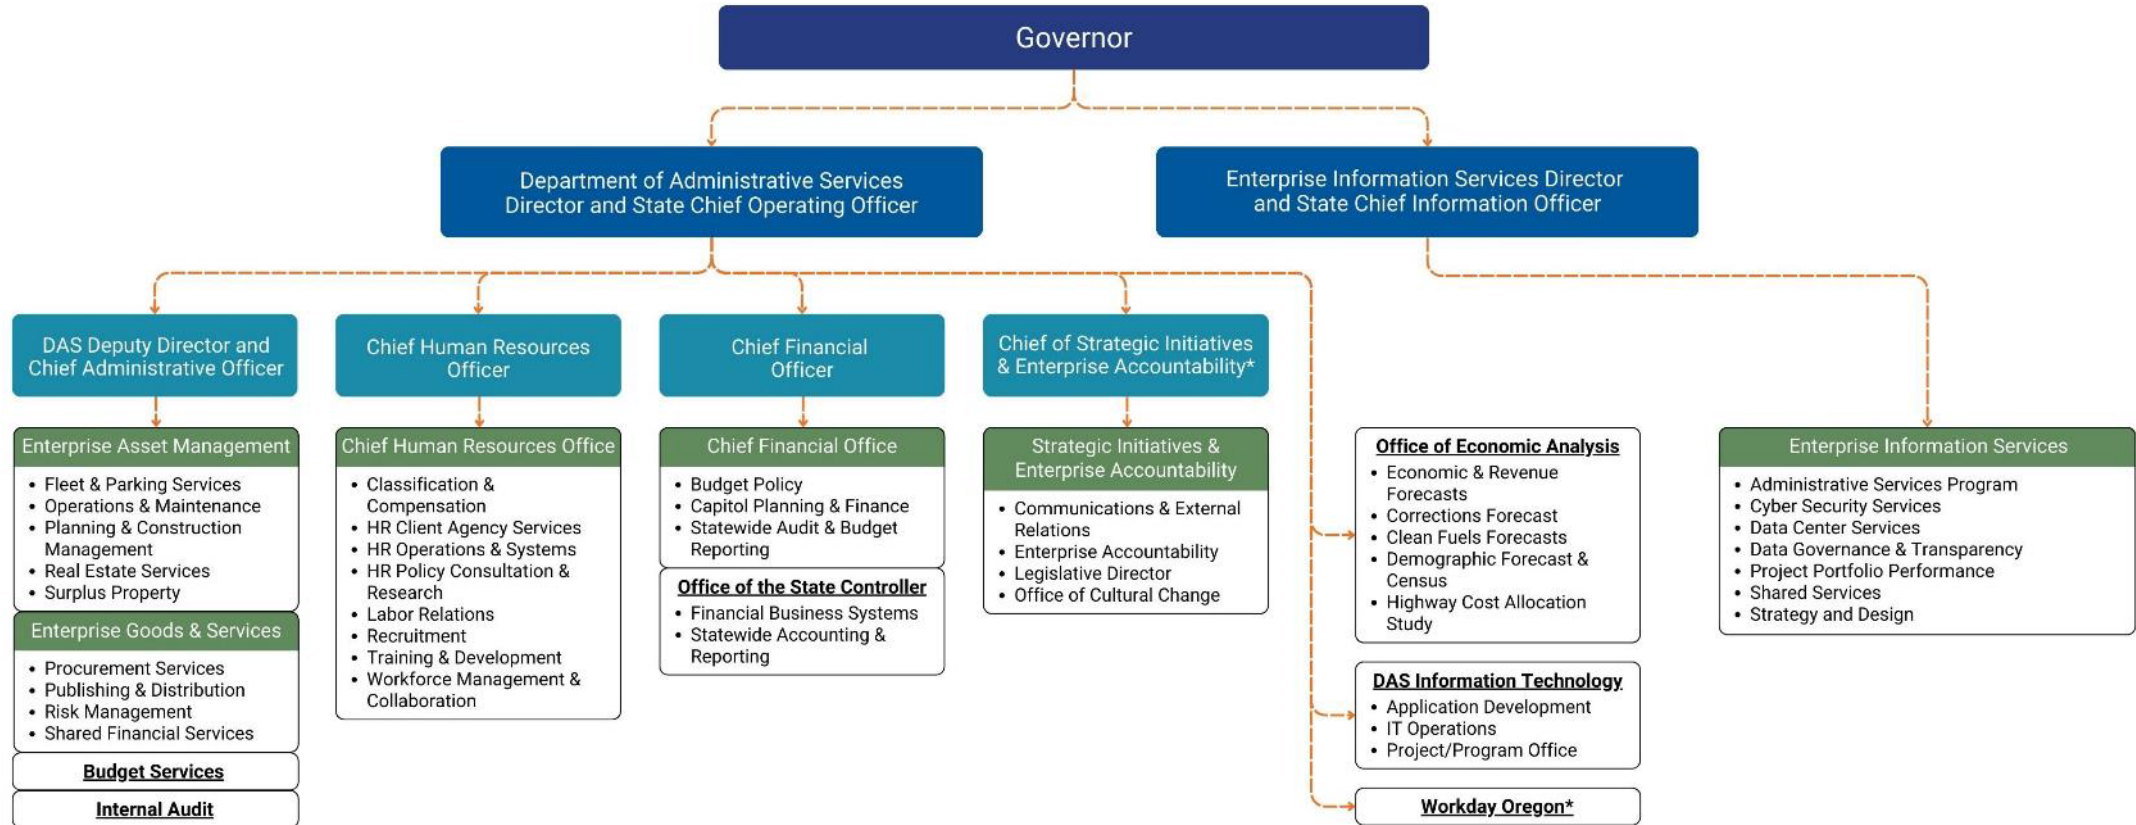 Governor
Department of Administrative Services
Director and State Chief Operating Officer
Enterprise Information Services Director
and State Chief Information Officer
DAS Deputy Director and
Chief Administrative Officer
Chief Human Resources
Officer
Chief Financial
Officer
Chief of Strategic Initiatives
& Enterprise Accountability*
Enterprise Asset Management
• Fleet & Parking Services
• Operations & Maintenance
• Planning & Construction
Management
• Real Estate Services
• Surplus Property
Enterprise Goods & Services
• Procurement Services
• Publishing & Distribution
• Risk Management
• Shared Financial Services
Budget Services
Internal Audit
Chief Human Resources Office
• Classification &
Compensation
• HR Client Agency Services
• HR Operations & Systems
• HR Policy Consultation &
Research
• Labor Relations
• Recruitment
• Training & Development
• Workforce Management &
Collaboration
Chief Financial Office
• Budget Policy
• Capitol Planning & Finance
• Statewide Audit & Budget
Reporting
Office of the State Controller
• Financial Business Systems
• Statewide Accounting &
Reporting
Strategic Initiatives &
Enterprise Accountability
• Communications & External
Relations
• Enterprise Accountability
• Legislative Director
• Office of Cultural Change
Office of Economic Analysis
• Economic & Revenue
Forecasts
• Corrections Forecast
• Clean Fuels Forecasts
• Demographic Forecast &
Census
• Highway Cost Allocation
Study
DAS Information Technology
• Application Development
• IT Operations
• Project/Program Office
Workday Oregon*
Enterprise Information Services
• Administrative Services Program
• Cyber Security Services
• Data Center Services
• Data Governance & Transparency
• Project Portfolio Performance
• Shared Services
• Strategy and Design